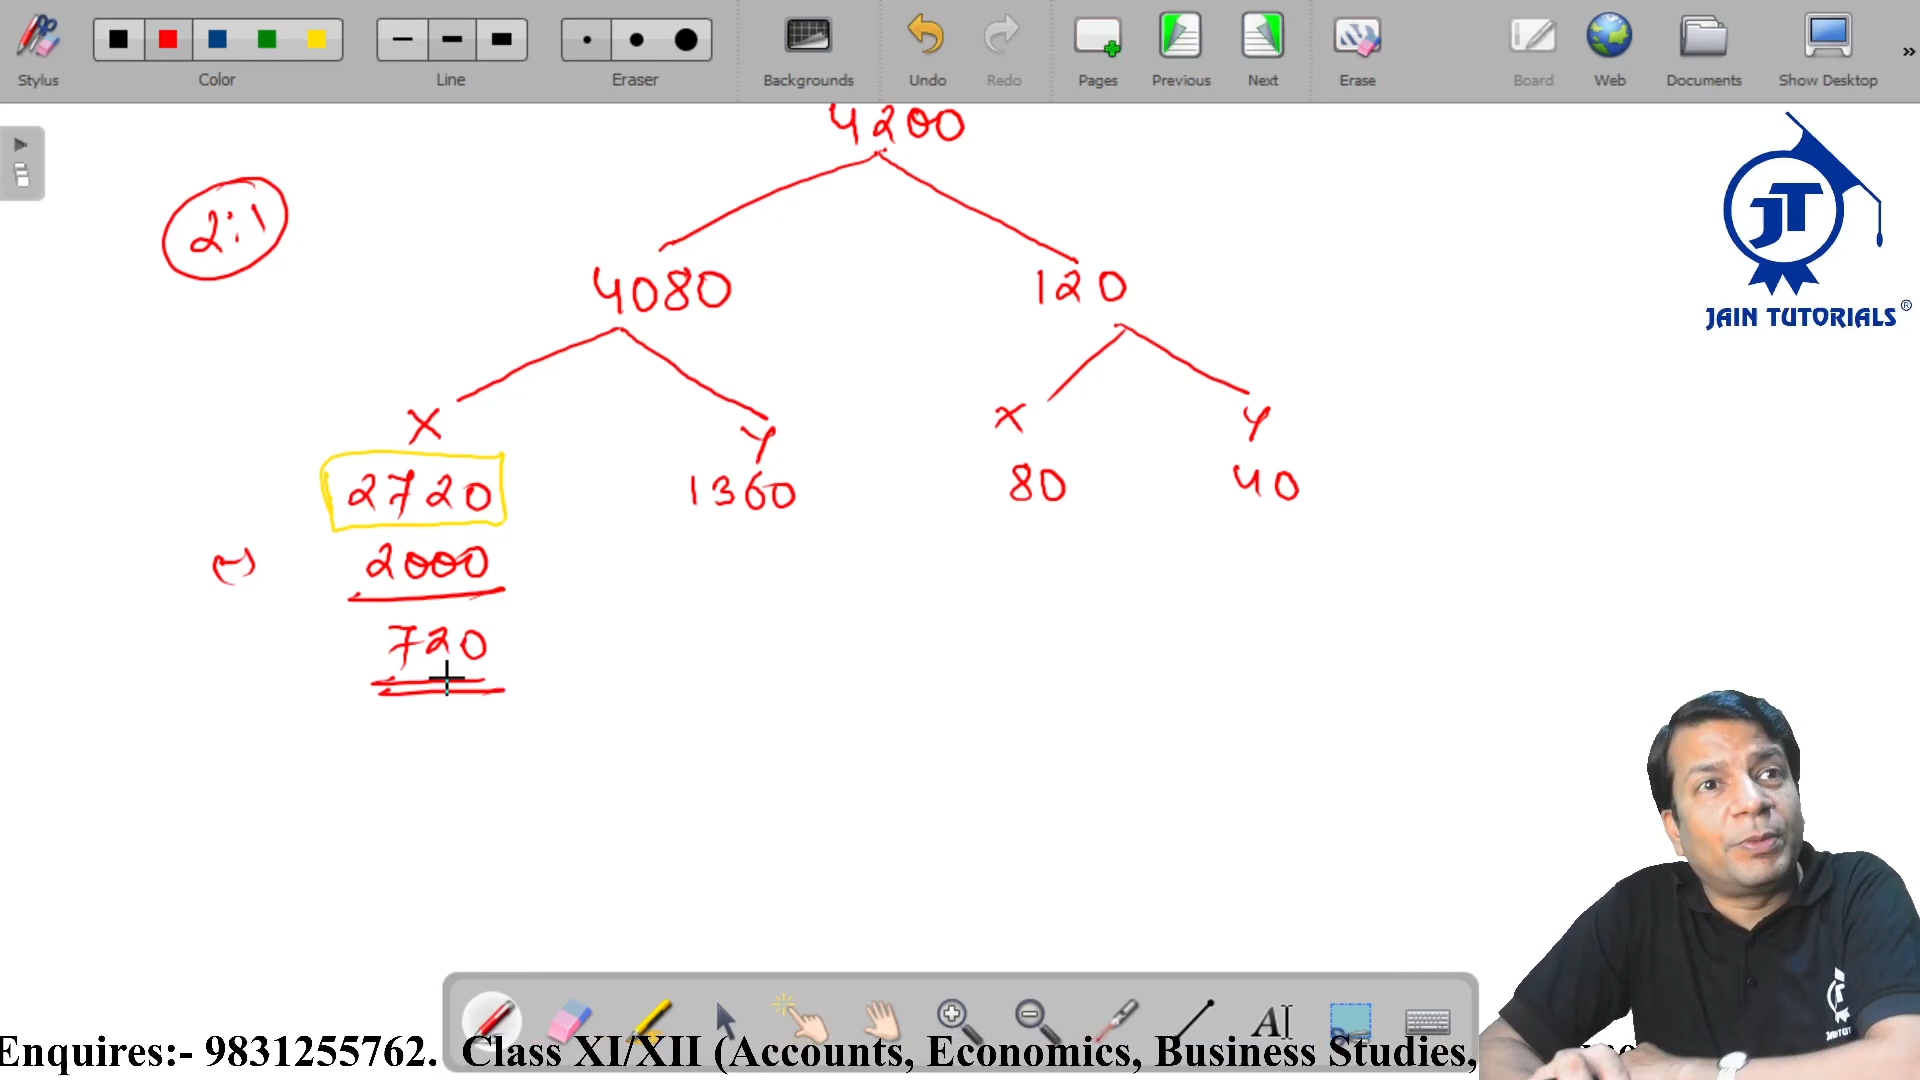 Stylus Color Line Eraser Backgrounds Undo Redo Pages Previous Next Erase Board Web Documents Show Desktop »
4200
2:1
4080 120
X Y X Y
2720 1360 80 40
(-) 2000
720
JT
JAIN TUTORIALS®
AI
Enquires:- 9831255762. Class XI/XII (Accounts, Economics, Business Studies,